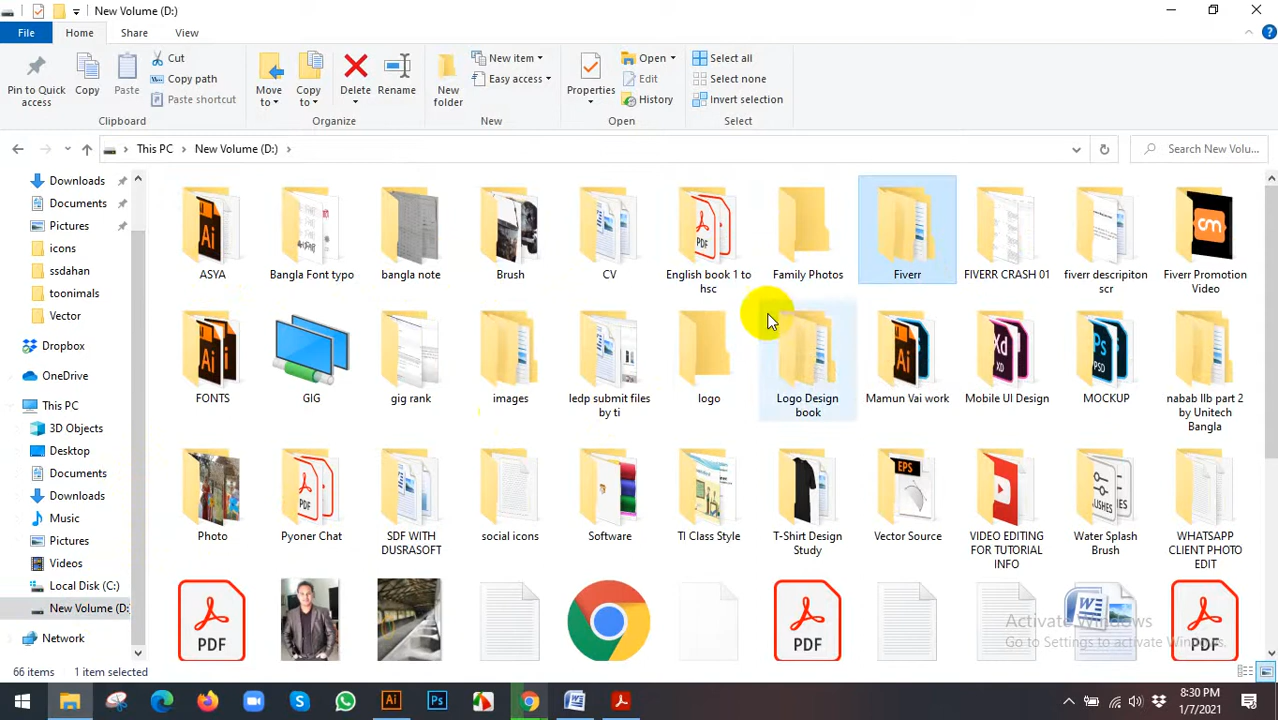 New Volume (D:)
File Home Share View
Pin to Quick access
Copy
Paste
Cut
Copy path
Paste shortcut
Clipboard
Move to
Copy to
Delete
Rename
Organize
New folder
New item
Easy access
New
Properties
Open
Edit
History
Open
Select all
Select none
Invert selection
Select
This PC New Volume (D:)
Search New Volu...
Downloads
Documents
Pictures
icons
ssdahan
toonimals
Vector
Dropbox
OneDrive
This PC
3D Objects
Desktop
Documents
Downloads
Music
Pictures
Videos
Local Disk (C:)
New Volume (D:
Network
ASYA
Bangla Font typo
bangla note
Brush
CV
English book 1 to
hsc
Family Photos
Fiverr
FIVERR CRASH 01
fiverr descripiton
scr
Fiverr Promotion
Video
FONTS
GIG
gig rank
images
ledp submit files
by ti
logo
Logo Design
book
Mamun Vai work
Mobile UI Design
MOCKUP
nabab llb part 2
by Unitech
Bangla
Photo
Pyoner Chat
SDF WITH
DUSRASOFT
social icons
Software
TI Class Style
T-Shirt Design
Study
Vector Source
VIDEO EDITING
FOR TUTORIAL
INFO
Water Splash
Brush
WHATSAPP
CLIENT PHOTO
EDIT
PDF
PDF
PDF
Activate Windows
Go to Settings to activate Windows.
66 items 1 item selected
8:30 PM
1/7/2021